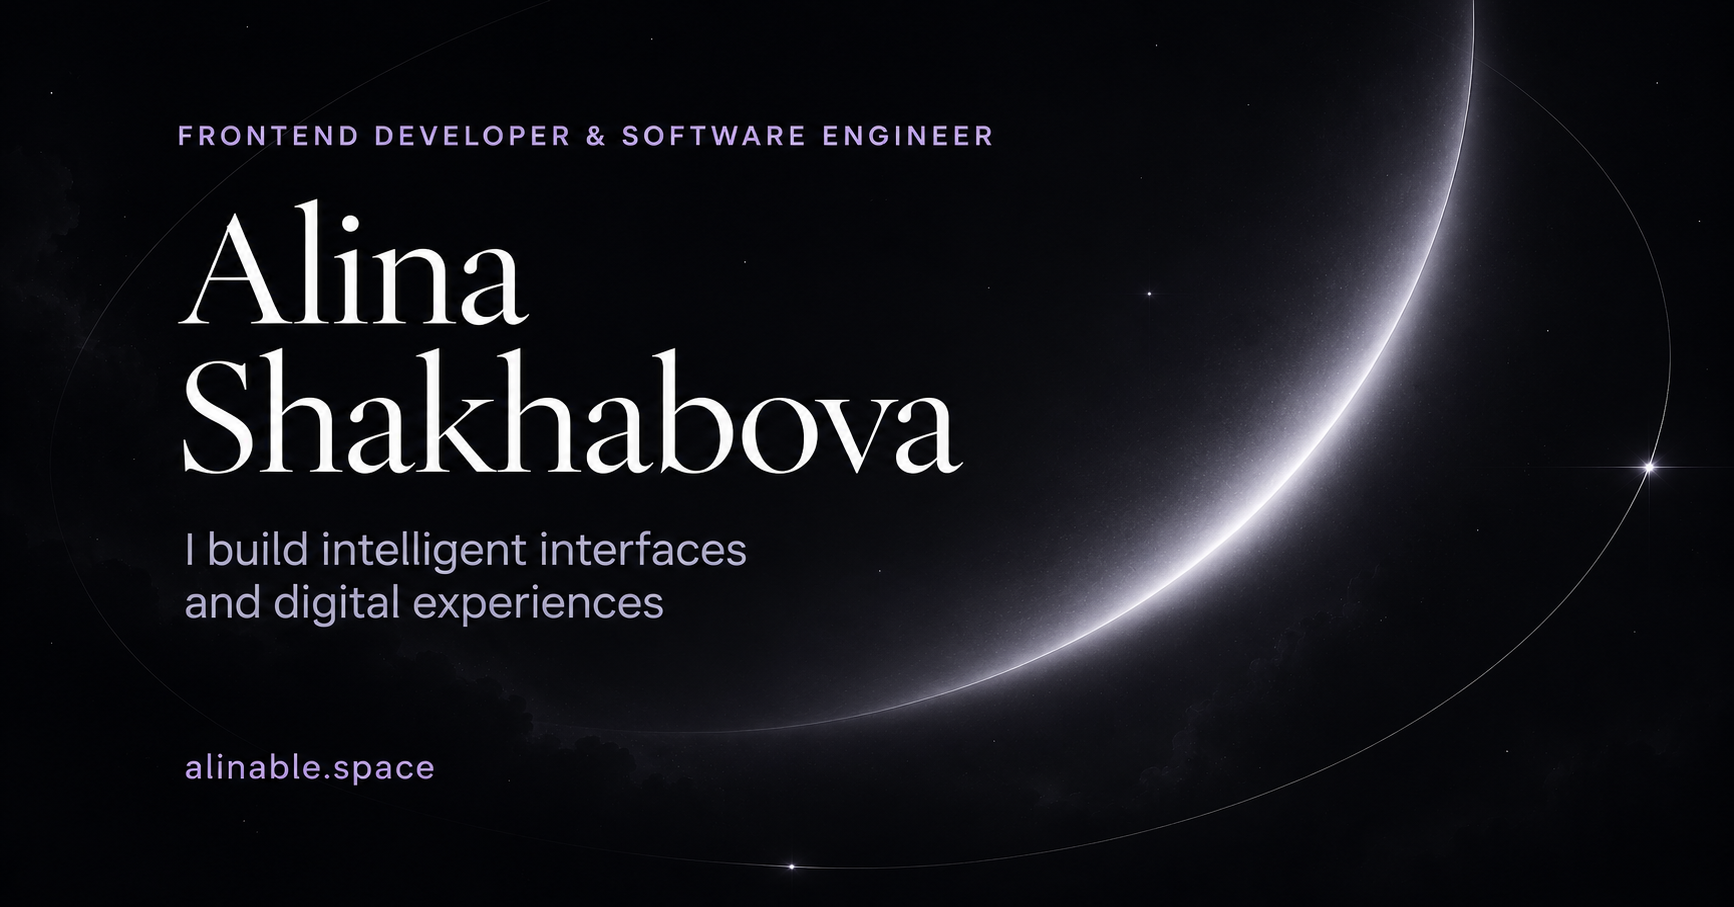 FRONTEND DEVELOPER & SOFTWARE ENGINEER
Alina
Shakhabova
I build intelligent interfaces
and digital experiences
alinable.space